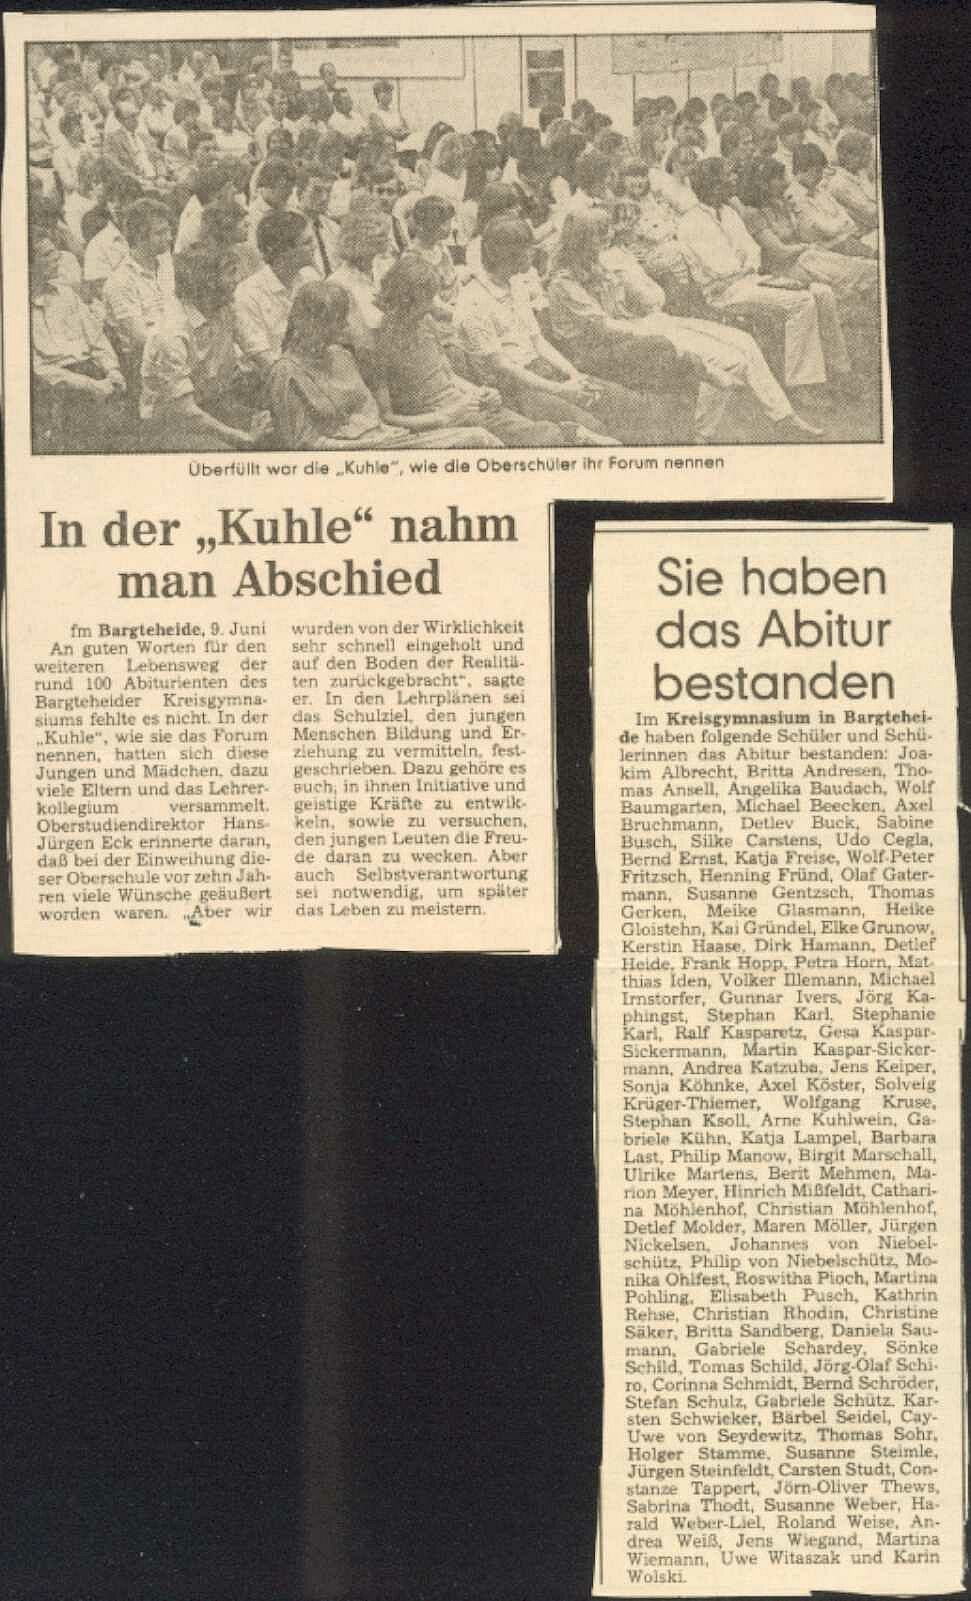 Überfüllt war die „Kuhle“, wie die Oberschüler ihr Forum nennen
In der „Kuhle“ nahm
man Abschied
fm Bargteheide, 9. Juni
An guten Worten für den
weiteren Lebensweg der
rund 100 Abiturienten des
Bargteheider Kreisgymna-
siums fehlte es nicht. In der
„Kuhle“, wie sie das Forum
nennen, hatten sich diese
Jungen und Mädchen, dazu
viele Eltern und das Lehrer-
kollegium versammelt.
Oberstudiendirektor Hans-
Jürgen Eck erinnerte daran,
daß bei der Einweihung die-
ser Oberschule vor zehn Jah-
ren viele Wünsche geäußert
worden waren. „Aber wir
wurden von der Wirklichkeit
sehr schnell eingeholt und
auf den Boden der Realitä-
ten zurückgebracht“, sagte
er. In den Lehrplänen sei
das Schulziel, den jungen
Menschen Bildung und Er-
ziehung zu vermitteln, fest-
geschrieben. Dazu gehöre es
auch, in ihnen Initiative und
geistige Kräfte zu entwik-
keln, sowie zu versuchen,
den jungen Leuten die Freu-
de daran zu wecken. Aber
auch Selbstverantwortung
sei notwendig, um später
das Leben zu meistern.
Sie haben
das Abitur
bestanden
Im Kreisgymnasium in Bargtehei-
de haben folgende Schüler und Schü-
lerinnen das Abitur bestanden: Joa-
kim Albrecht, Britta Andresen, Tho-
mas Ansell, Angelika Baudach, Wolf
Baumgarten, Michael Beecken, Axel
Bruchmann, Detlev Buck, Sabine
Busch, Silke Carstens, Udo Cegla,
Bernd Ernst, Katja Freise, Wolf-Peter
Fritzsch, Henning Fründ, Olaf Gater-
mann, Susanne Gentzsch, Thomas
Gerken, Meike Glasmann, Heike
Gloistehn, Kai Gründel, Elke Grunow,
Kerstin Haase, Dirk Hamann, Detlef
Heide, Frank Hopp, Petra Horn, Mat-
thias Iden, Volker Illemann, Michael
Irnstorfer, Gunnar Ivers, Jörg Ka-
phingst, Stephan Karl, Stephanie
Karl, Ralf Kasparetz, Gesa Kaspar-
Sickermann, Martin Kaspar-Sicker-
mann, Andrea Katzuba, Jens Keiper,
Sonja Köhnke, Axel Köster, Solveig
Krüger-Thiemer, Wolfgang Kruse,
Stephan Ksoll, Arne Kuhlwein, Ga-
briele Kühn, Katja Lampel, Barbara
Last, Philip Manow, Birgit Marschall,
Ulrike Martens, Berit Mehmen, Ma-
rion Meyer, Hinrich Mißfeldt, Cathari-
na Möhlenhof, Christian Möhlenhof,
Detlef Molder, Maren Möller, Jürgen
Nickelsen, Johannes von Niebel-
schütz, Philip von Niebelschütz, Mo-
nika Ohlfest, Roswitha Pioch, Martina
Pohling, Elisabeth Pusch, Kathrin
Rehse, Christian Rhodin, Christine
Säker, Britta Sandberg, Daniela Sau-
mann, Gabriele Schardey, Sönke
Schild, Tomas Schild, Jörg-Olaf Schi-
ro, Corinna Schmidt, Bernd Schröder,
Stefan Schulz, Gabriele Schütz, Kar-
sten Schwieker, Bärbel Seidel, Cay-
Uwe von Seydewitz, Thomas Sohr,
Holger Stamme, Susanne Steimle,
Jürgen Steinfeldt, Carsten Studt, Con-
stanze Tappert, Jörn-Oliver Thews,
Sabrina Thodt, Susanne Weber, Ha-
rald Weber-Liel, Roland Weise, An-
drea Weiß, Jens Wiegand, Martina
Wiemann, Uwe Witaszak und Karin
Wolski.